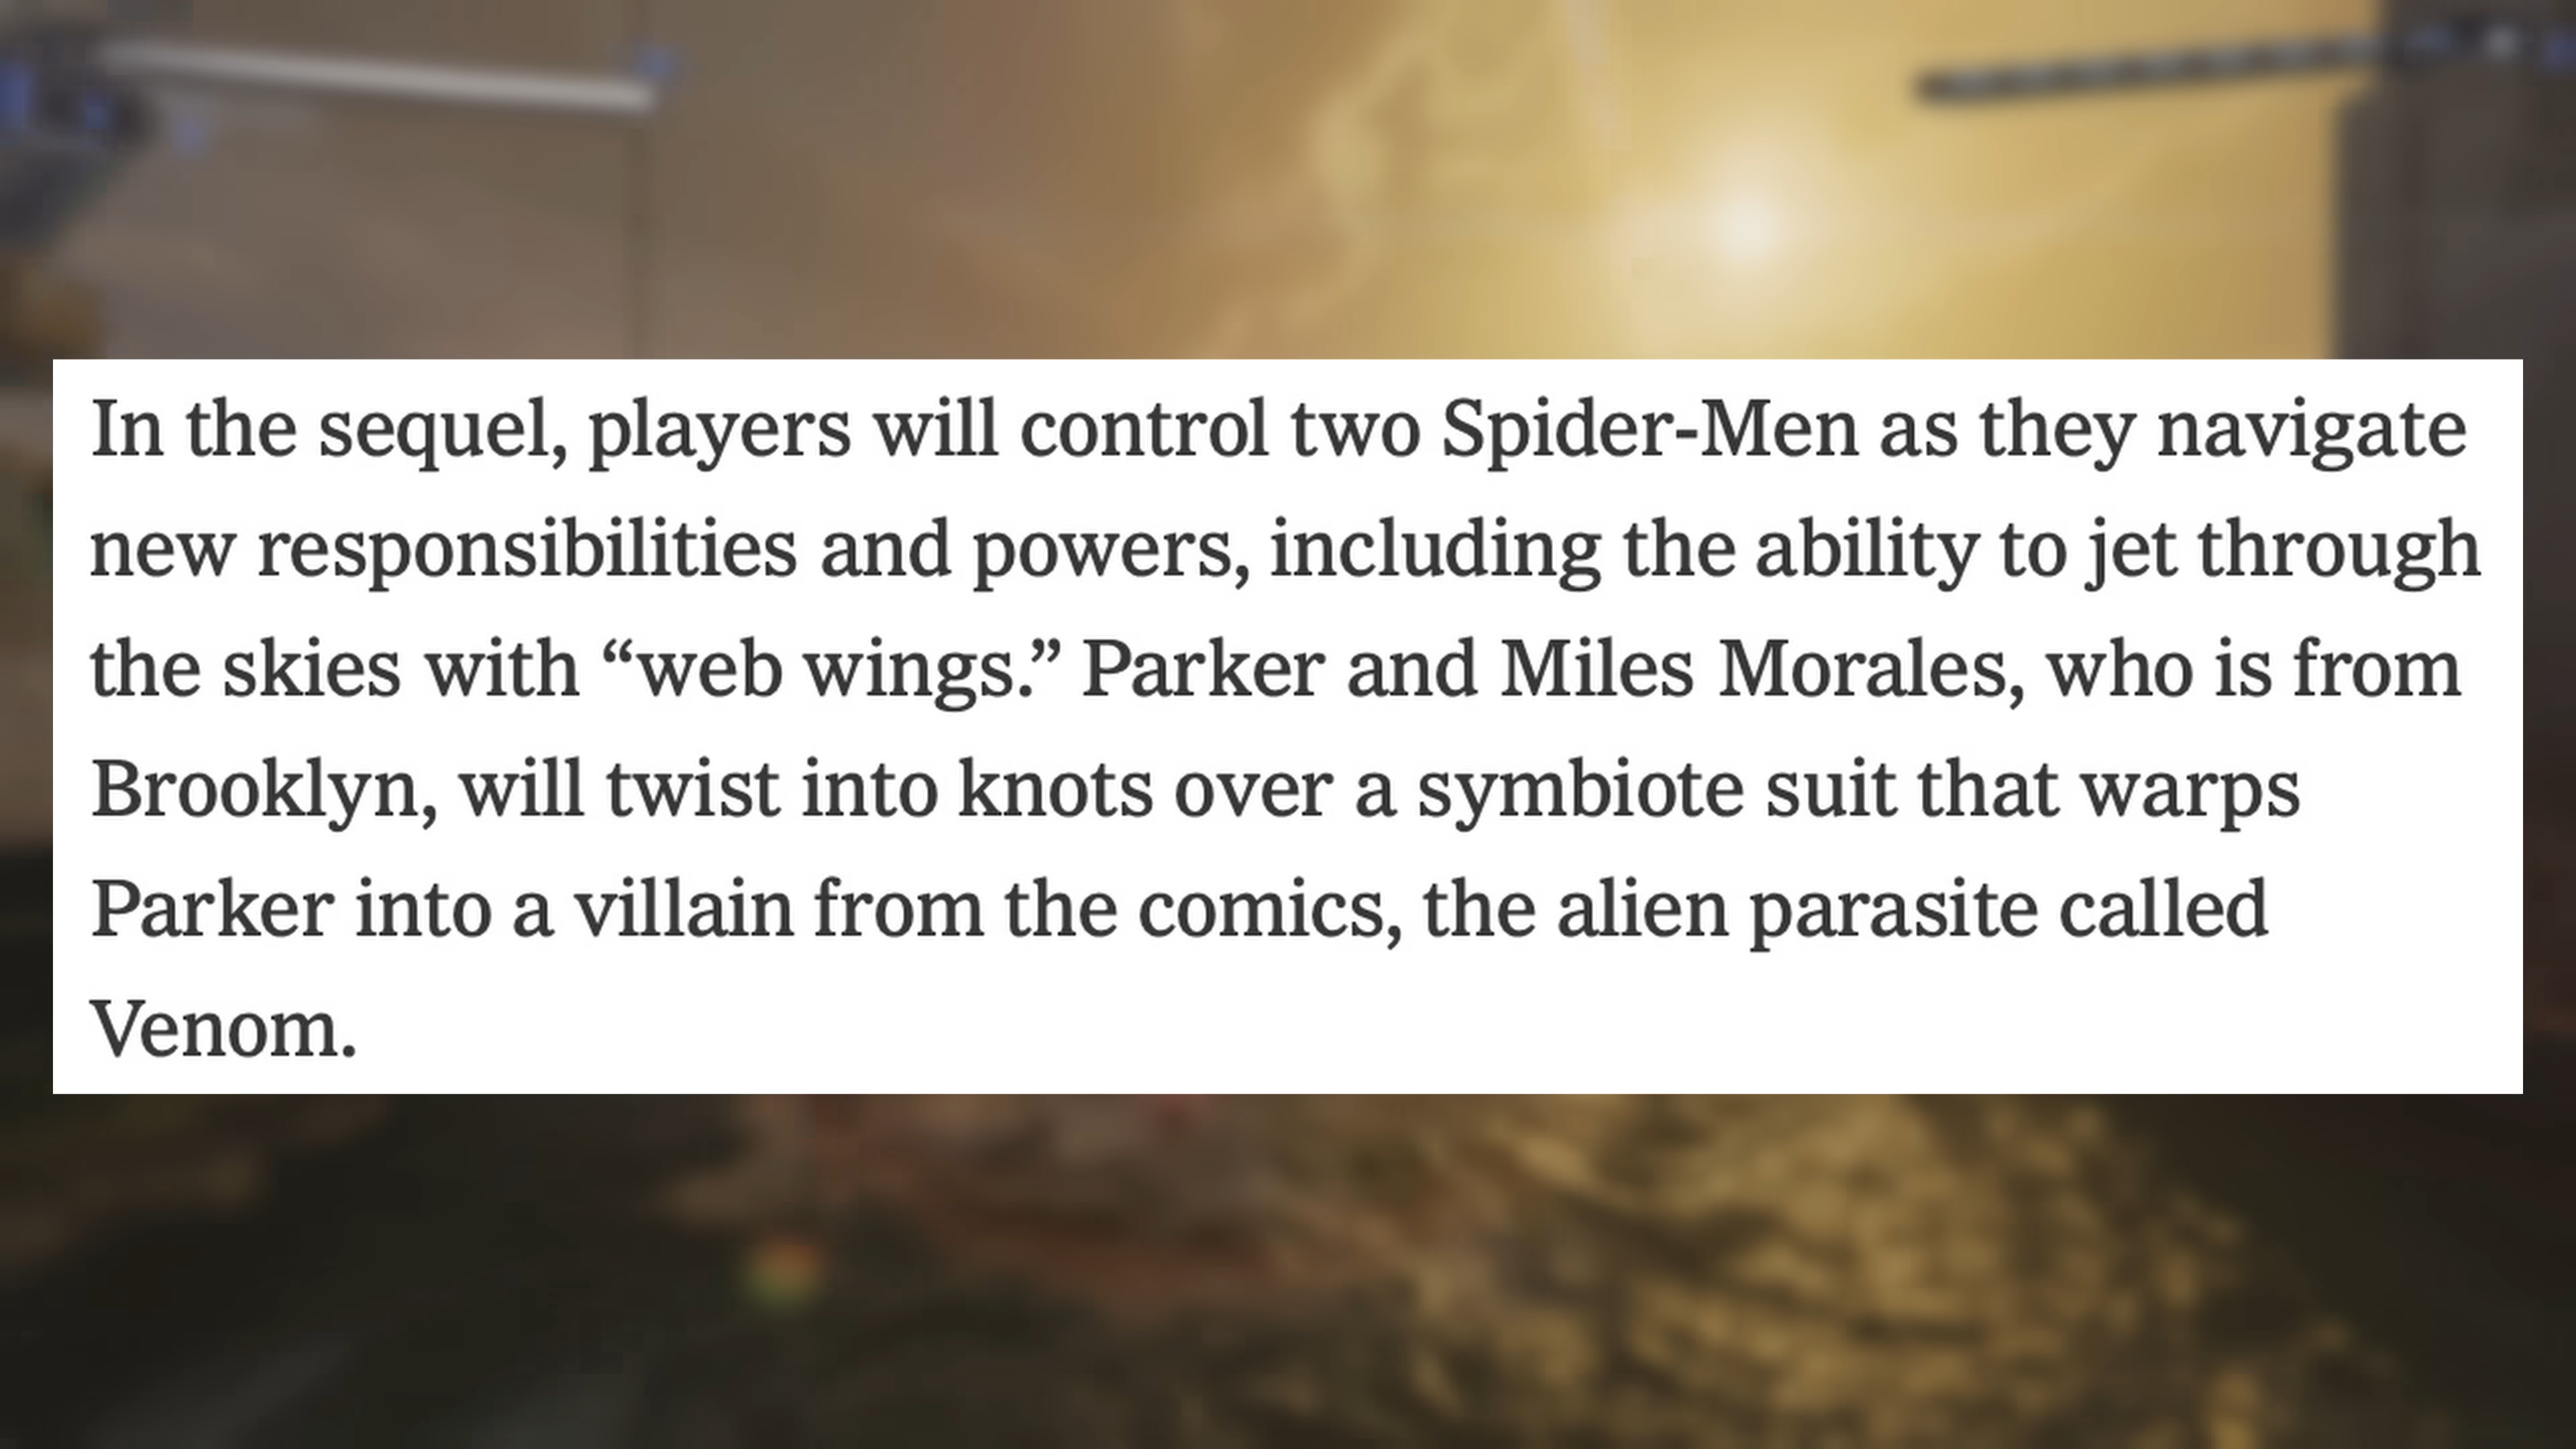 In the sequel, players will control two Spider-Men as they navigate
new responsibilities and powers, including the ability to jet through
the skies with “web wings.” Parker and Miles Morales, who is from
Brooklyn, will twist into knots over a symbiote suit that warps
Parker into a villain from the comics, the alien parasite called
Venom.